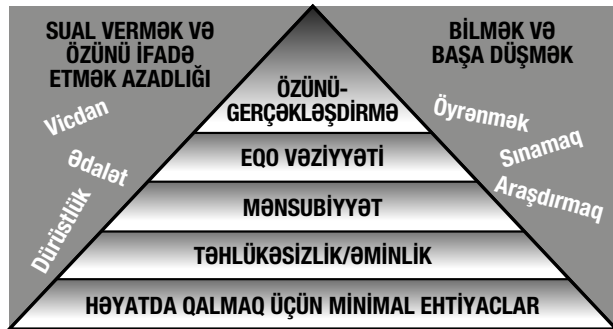 SUAL VERMƏK VƏ
ÖZÜNÜ İFADƏ
ETMƏK AZADLIĞI
Vicdan
Ədalət
Dürüstlük
BİLMƏK VƏ
BAŞA DÜŞMƏK
Öyrənmək
Sınamaq
Araşdırmaq
ÖZÜNÜ-
GERÇƏKLƏŞDİRMƏ
EQO VƏZİYYƏTİ
MƏNSUBİYYƏT
TƏHLÜKƏSİZLİK/ƏMİNLİK
HƏYATDA QALMAQ ÜÇÜN MİNİMAL EHTİYACLAR